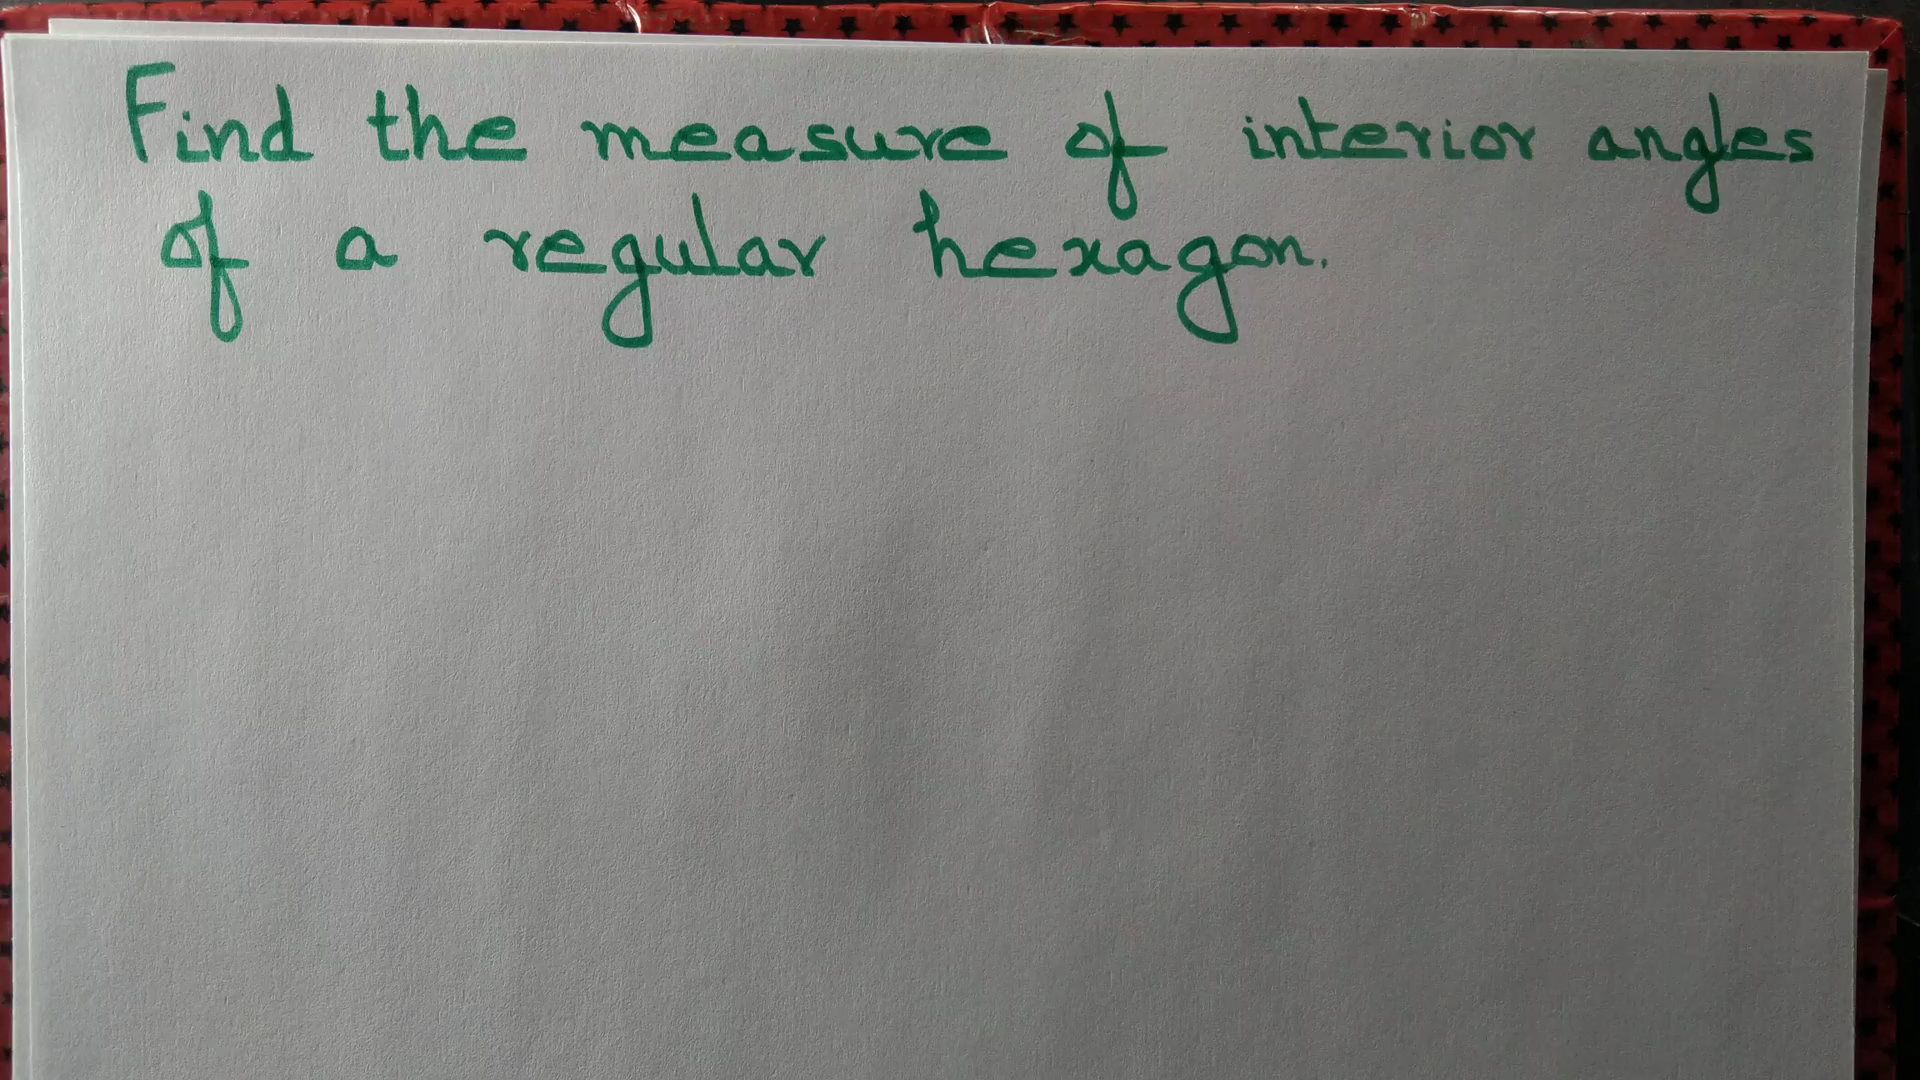 Find the measure of interior angles
of a regular hexagon.